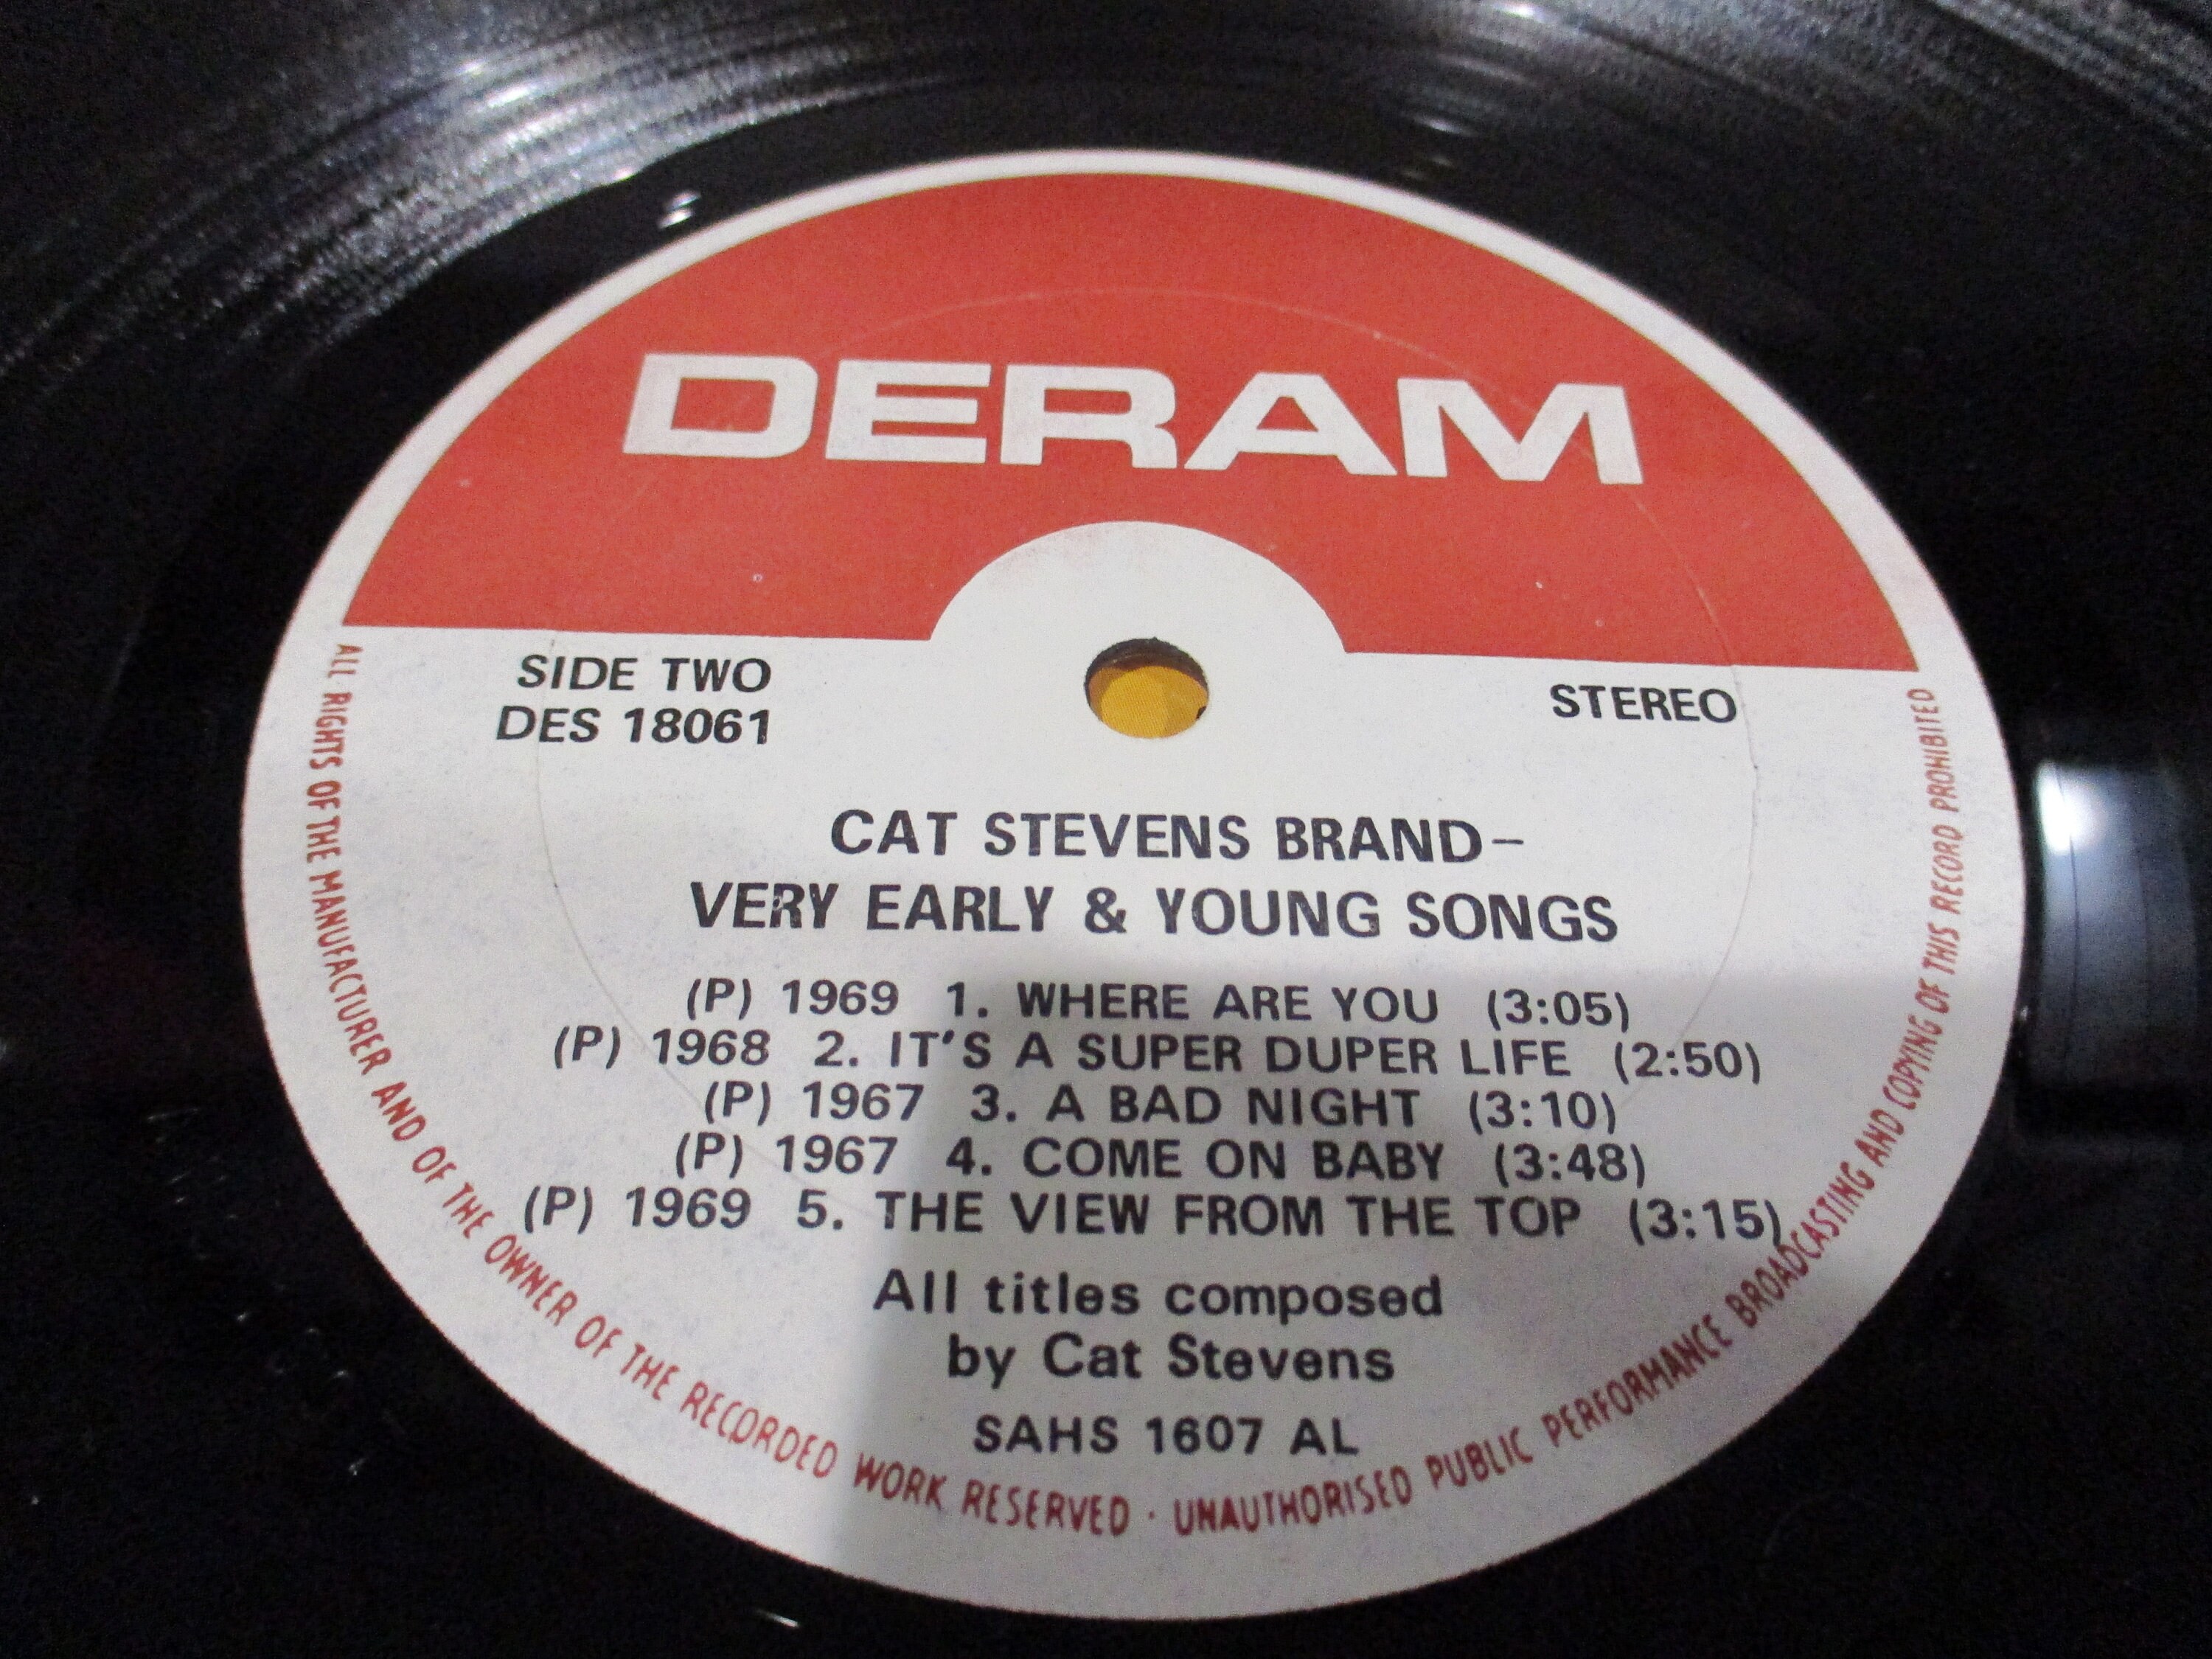 DERAM
SIDE TWO
DES 18061
STEREO
CAT STEVENS BRAND–
VERY EARLY & YOUNG SONGS
(P) 1969 1. WHERE ARE YOU (3:05)
(P) 1968 2. IT'S A SUPER DUPER LIFE (2:50)
(P) 1967 3. A BAD NIGHT (3:10)
(P) 1967 4. COME ON BABY (3:48)
(P) 1969 5. THE VIEW FROM THE TOP (3:15)
All titles composed
by Cat Stevens
SAHS 1607 AL
ALL RIGHTS OF THE MANUFACTURER AND OF THE OWNER OF THE RECORDED WORK RESERVED · UNAUTHORISED PUBLIC PERFORMANCE BROADCASTING AND COPYING OF THIS RECORD PROHIBITED